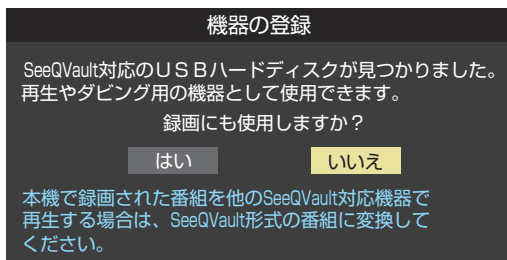 機器の登録
SeeQVault対応のＵＳＢハードディスクが見つかりました。
再生やダビング用の機器として使用できます。
録画にも使用しますか？
はい
いいえ
本機で録画された番組を他のSeeQVault対応機器で
再生する場合は、SeeQVault形式の番組に変換して
ください。